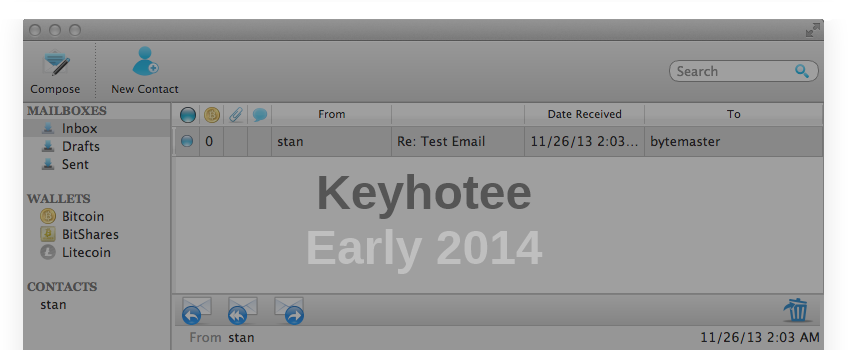 Compose New Contact Search
MAILBOXES
Inbox
Drafts
Sent
WALLETS
Bitcoin
BitShares
Litecoin
CONTACTS
stan
From Date Received To
0 stan Re: Test Email 11/26/13 2:03... bytemaster
Keyhotee
Early 2014
From stan 11/26/13 2:03 AM